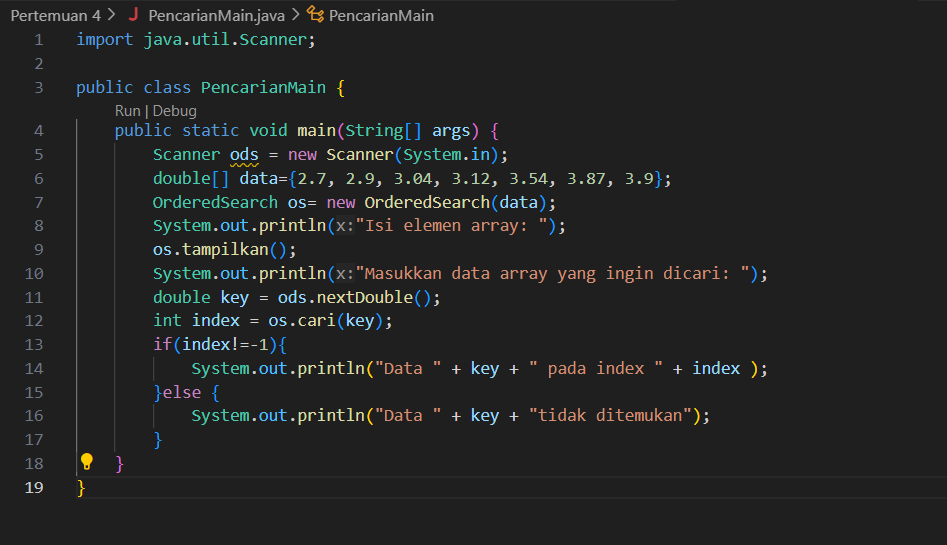 Pertemuan 4 > J PencarianMain.java > PencarianMain
1 import java.util.Scanner;
2
3 public class PencarianMain {
Run | Debug
4 public static void main(String[] args) {
5 Scanner ods = new Scanner(System.in);
6 double[] data={2.7, 2.9, 3.04, 3.12, 3.54, 3.87, 3.9};
7 OrderedSearch os= new OrderedSearch(data);
8 System.out.println(x:"Isi elemen array: ");
9 os.tampilkan();
10 System.out.println(x:"Masukkan data array yang ingin dicari: ");
11 double key = ods.nextDouble();
12 int index = os.cari(key);
13 if(index!=-1){
14 System.out.println("Data " + key + " pada index " + index );
15 }else {
16 System.out.println("Data " + key + "tidak ditemukan");
17 }
18 }
19 }